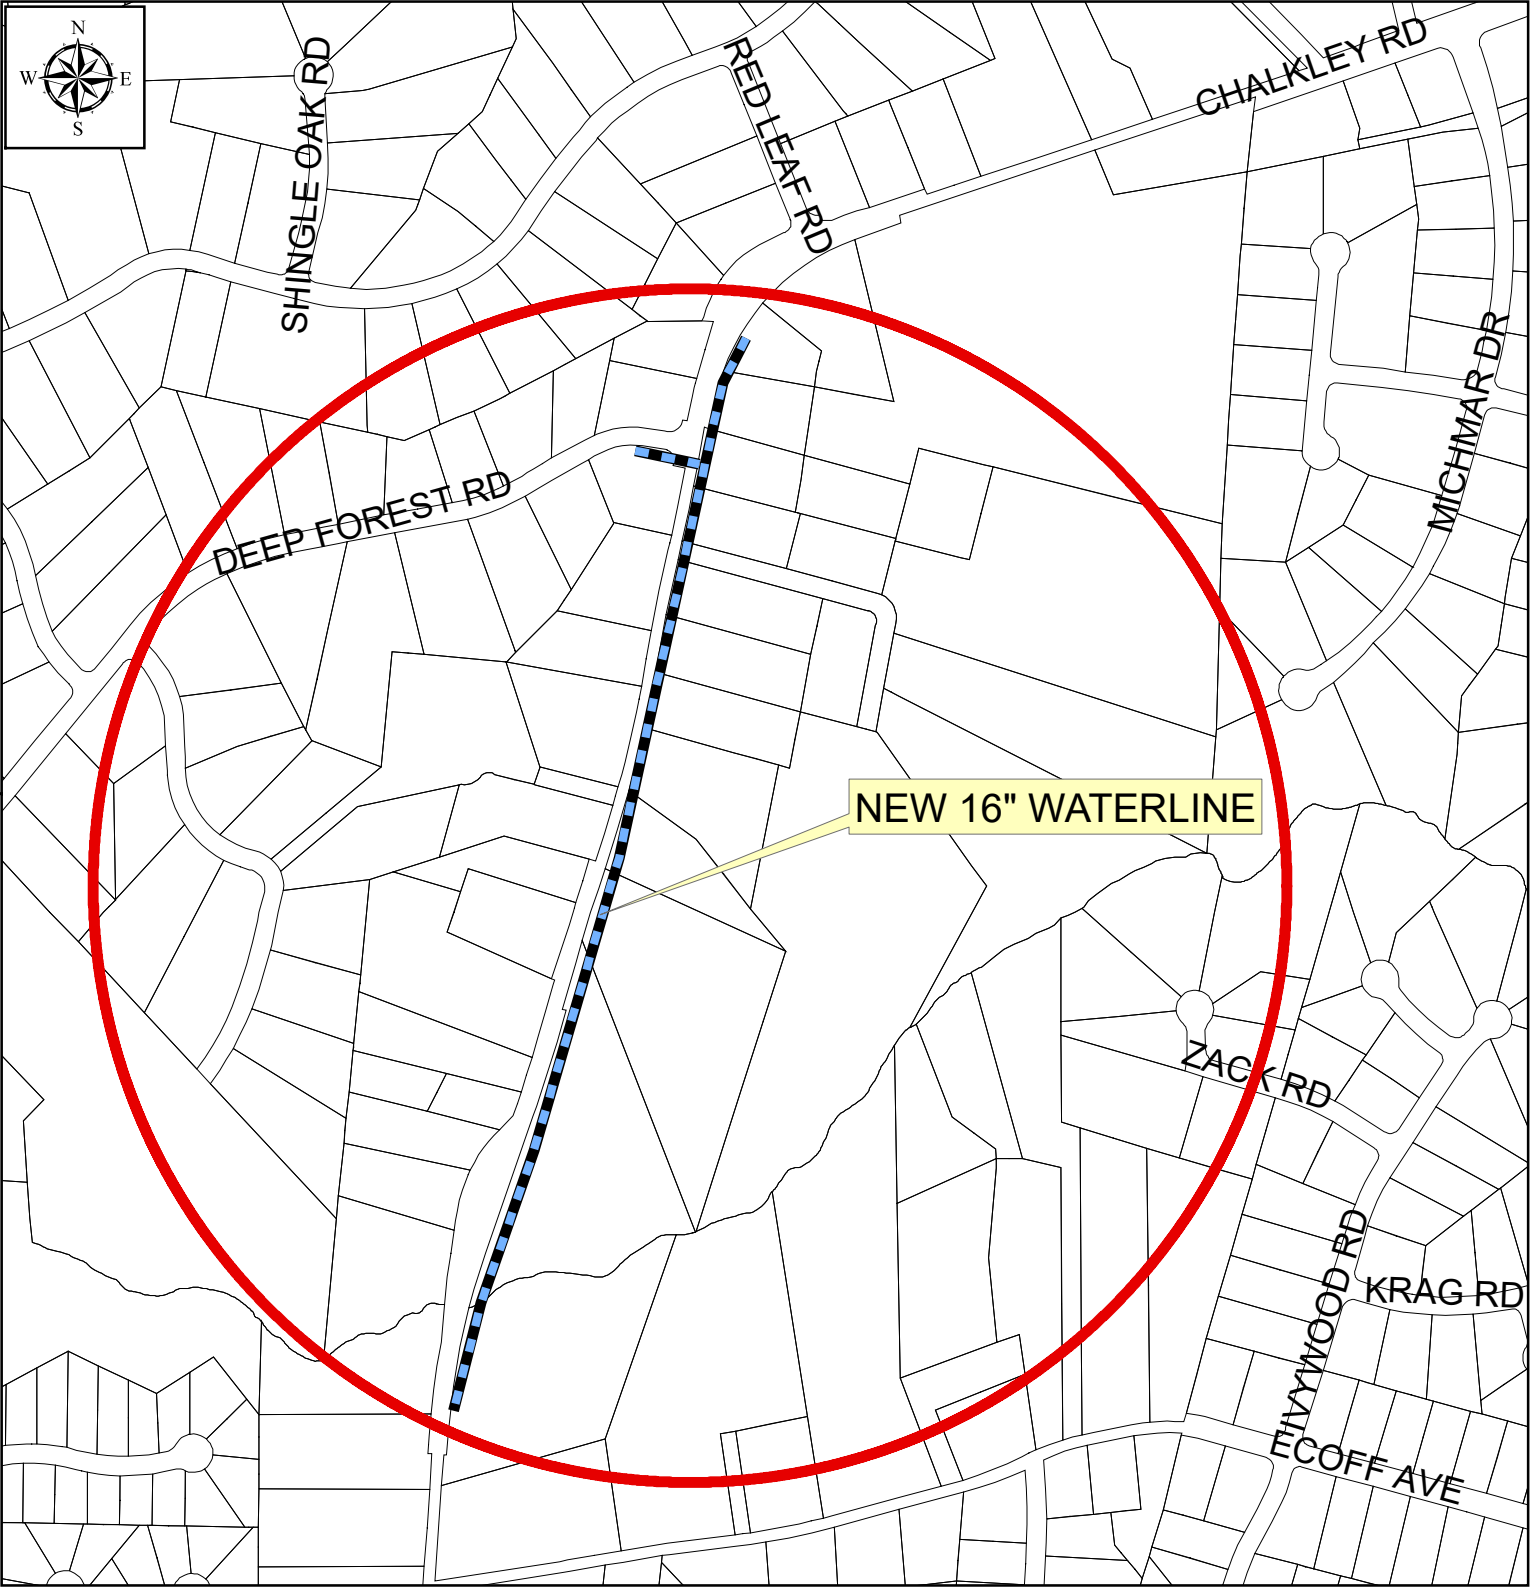 N
W E
S
SHINGLE OAK RD
RED LEAF RD
CHALKLEY RD
MICHMAR DR
DEEP FOREST RD
NEW 16" WATERLINE
ZACK RD
HIVYWOOD RD
KRAG RD
ECOFF AVE